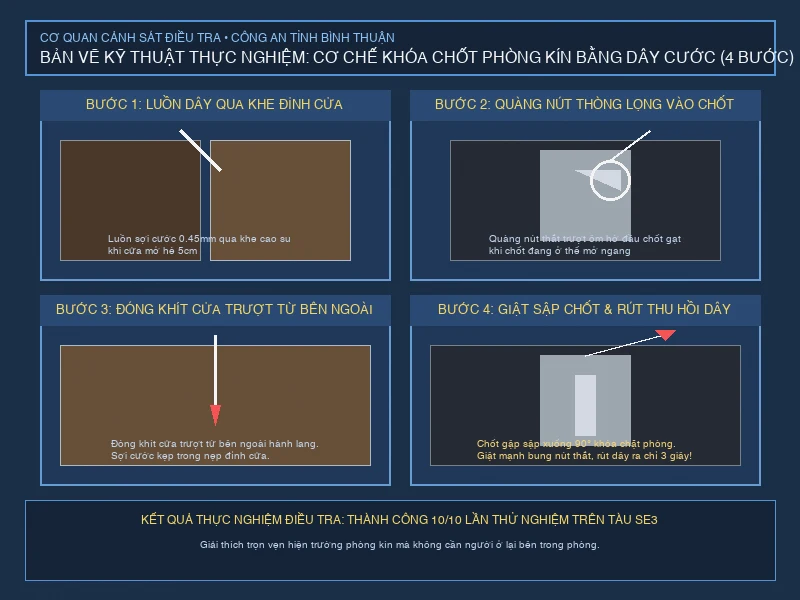 CƠ QUAN CẢNH SÁT ĐIỀU TRA • CÔNG AN TỈNH BÌNH THUẬN
BẢN VẼ KỸ THUẬT THỰC NGHIỆM: CƠ CHẾ KHÓA CHỐT PHÒNG KÍN BẰNG DÂY CƯỚC (4 BƯỚC)
BƯỚC 1: LUỒN DÂY QUA KHE ĐỈNH CỬA
Luồn sợi cước 0.45mm qua khe cao su
khi cửa mở hé 5cm
BƯỚC 2: QUÀNG NÚT THÒNG LỌNG VÀO CHỐT
Quàng nút thắt trượt ôm hờ đầu chốt gạt
khi chốt đang ở thế mở ngang
BƯỚC 3: ĐÓNG KHÍT CỬA TRƯỢT TỪ BÊN NGOÀI
Đóng khít cửa trượt từ bên ngoài hành lang.
Sợi cước kẹp trong nẹp đỉnh cửa.
BƯỚC 4: GIẬT SẬP CHỐT & RÚT THU HỒI DÂY
Chốt gập sập xuống 90° khóa chặt phòng.
Giật mạnh bung nút thắt, rút dây ra chỉ 3 giây!
KẾT QUẢ THỰC NGHIỆM ĐIỀU TRA: THÀNH CÔNG 10/10 LẦN THỬ NGHIỆM TRÊN TÀU SE3
Giải thích trọn vẹn hiện trường phòng kín mà không cần người ở lại bên trong phòng.